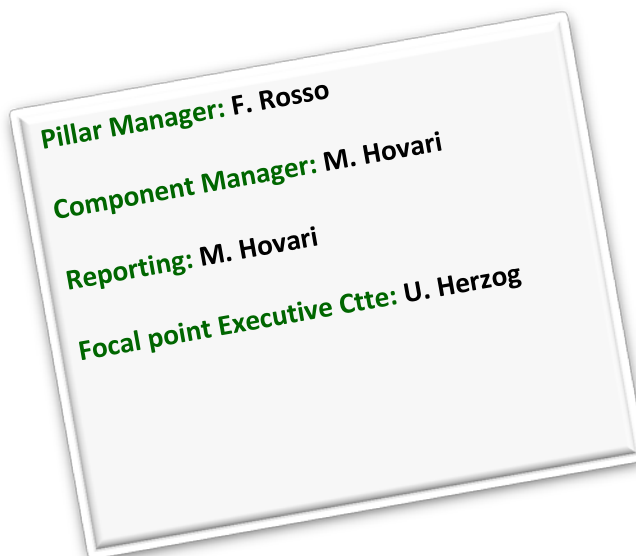 Pillar Manager: F. Rosso
Component Manager: M. Hovari
Reporting: M. Hovari
Focal point Executive Ctte: U. Herzog